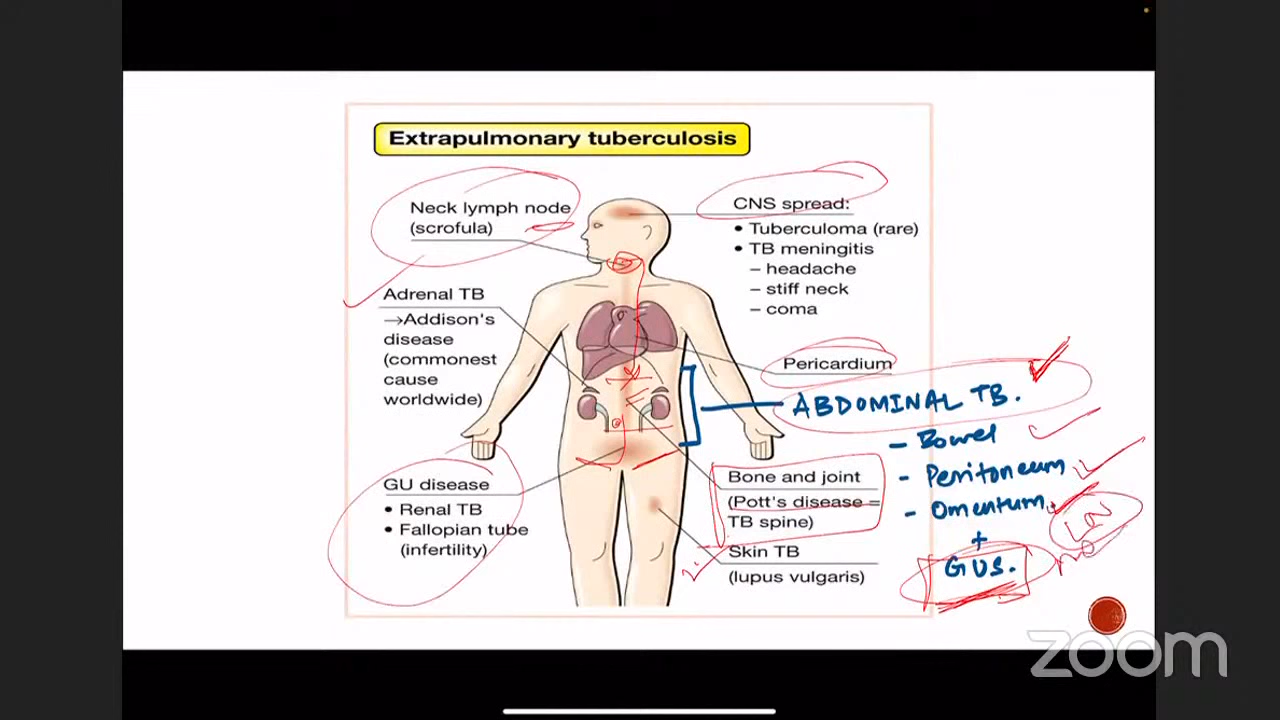 Extrapulmonary tuberculosis
Neck lymph node
(scrofula)
CNS spread:
• Tuberculoma (rare)
• TB meningitis
– headache
– stiff neck
– coma
Adrenal TB
→Addison's
disease
(commonest
cause
worldwide)
Pericardium
ABDOMINAL TB.
- Bowel
- Peritoneum
- Omentum
+
GUS.
GU disease
• Renal TB
• Fallopian tube
(infertility)
Bone and joint
(Pott's disease =
TB spine)
Skin TB
(lupus vulgaris)
zoom